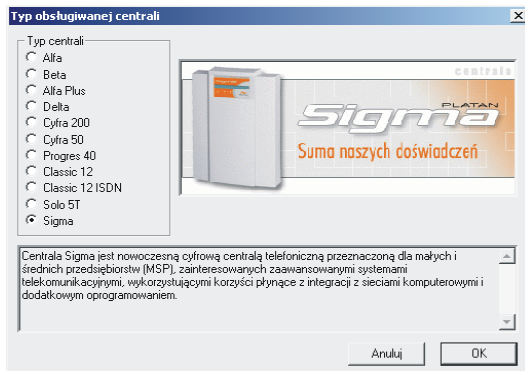 Typ obsługiwanej centrali
Typ centrali
Alfa
Beta
Alfa Plus
Delta
Cyfra 200
Cyfra 50
Progres 40
Classic 12
Classic 12 ISDN
Solo 5T
Sigma
centrala
PLATAN
Sigma
Suma naszych doświadczeń
Centrala Sigma jest nowoczesną cyfrową centralą telefoniczną przeznaczoną dla małych i
średnich przedsiębiorstw (MSP), zainteresowanych zaawansowanymi systemami
telekomunikacyjnymi, wykorzystującymi korzyści płynące z integracji z sieciami komputerowymi i
dodatkowym oprogramowaniem.
Anuluj
OK